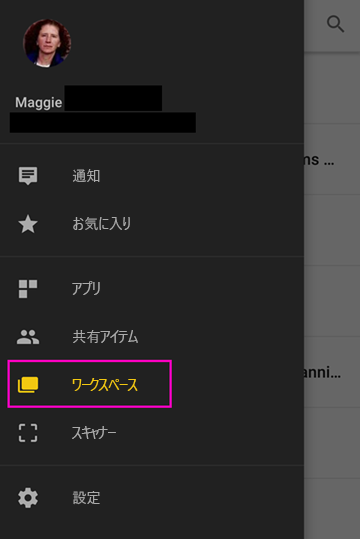 Maggie
通知
お気に入り
アプリ
共有アイテム
ワークスペース
スキャナー
設定
ms ...
anni...